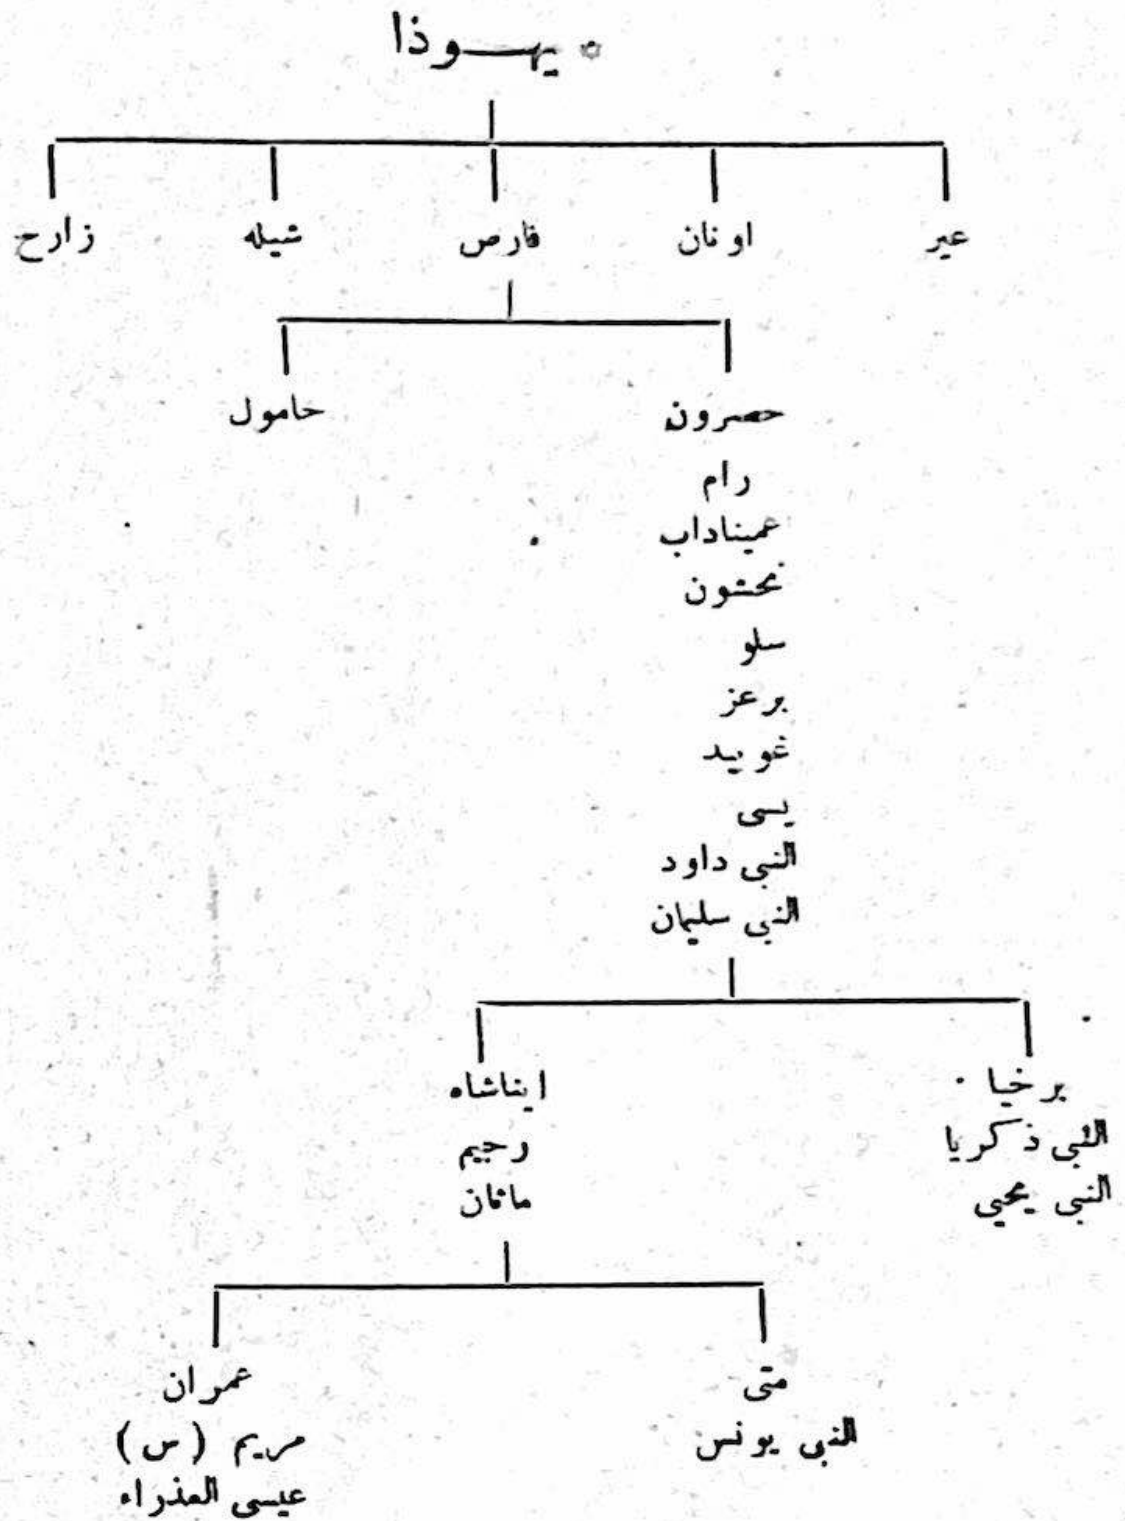 يهوذا
عير اونان فارص شيله زارح
حصرون حامول
رام
عميناداب
نحشون
سلو
برعز
غوبيد
يسى
النبي داود
النبي سليمان
برخيا ايناشاه
النبي ذكريا رحيم
النبي يحيى ماثان
متى عمران
النبي يونس مريم (س)
عيسى العذراء